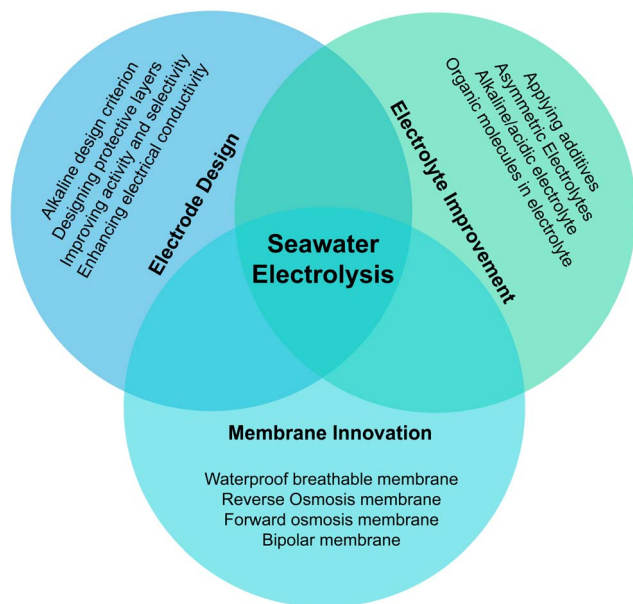 Alkaline design criterion
Designing protective layers
Improving activity and selectivity
Enhancing electrical conductivity
Electrode Design
Applying additives
Asymmetric Electrolytes
Alkaline/acidic electrolyte
Organic molecules in electrolyte
Electrolyte Improvement
Seawater
Electrolysis
Membrane Innovation
Waterproof breathable membrane
Reverse Osmosis membrane
Forward osmosis membrane
Bipolar membrane